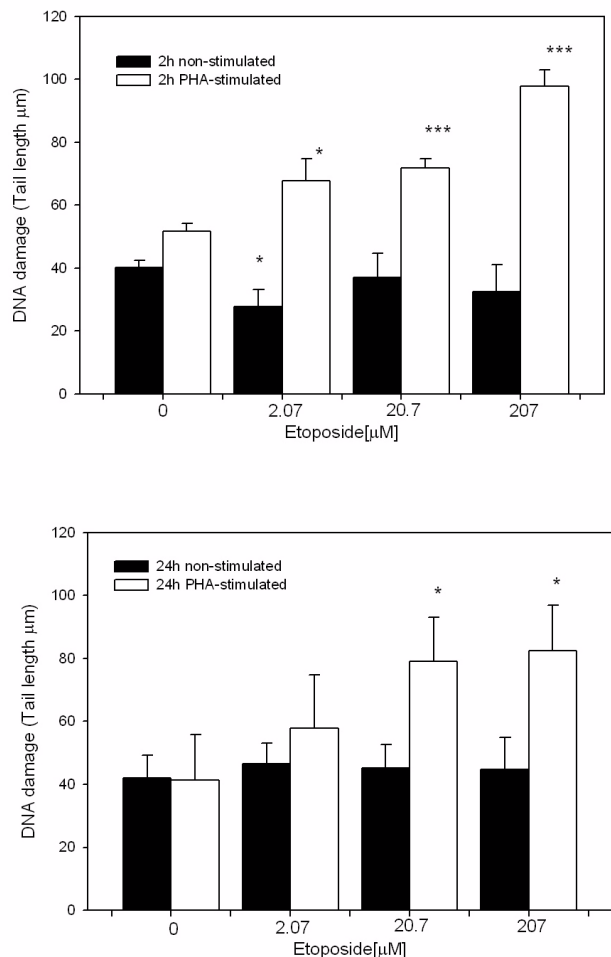 120
100
80
60
40
20
0
DNA damage (Tail length μm)
2h non-stimulated
2h PHA-stimulated
*
*
***
***
0 2.07 20.7 207
Etoposide[μM]
120
100
80
60
40
20
0
DNA damage (Tail length μm)
24h non-stimulated
24h PHA-stimulated
*
*
0 2.07 20.7 207
Etoposide[μM]